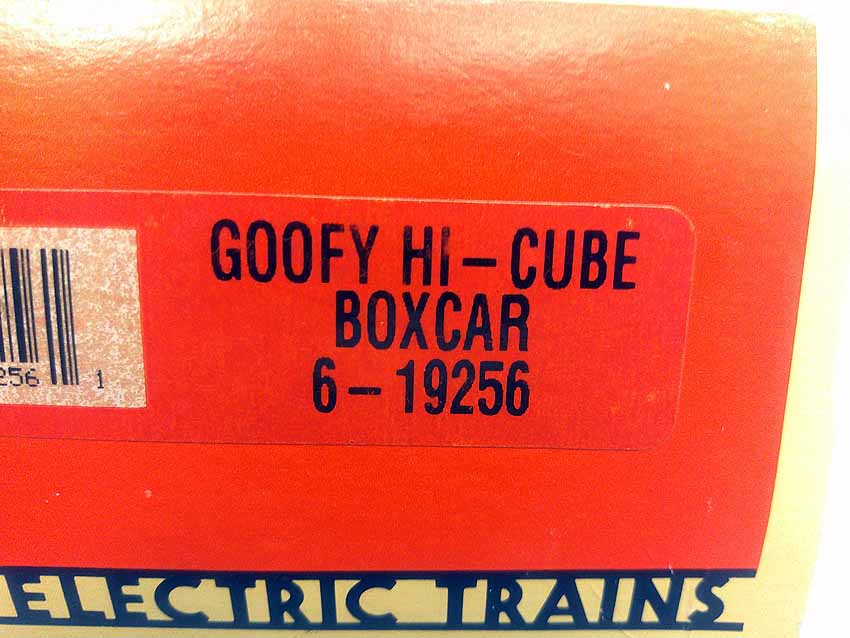 GOOFY HI-CUBE
BOXCAR
6-19256
256 1
ELECTRIC TRAINS